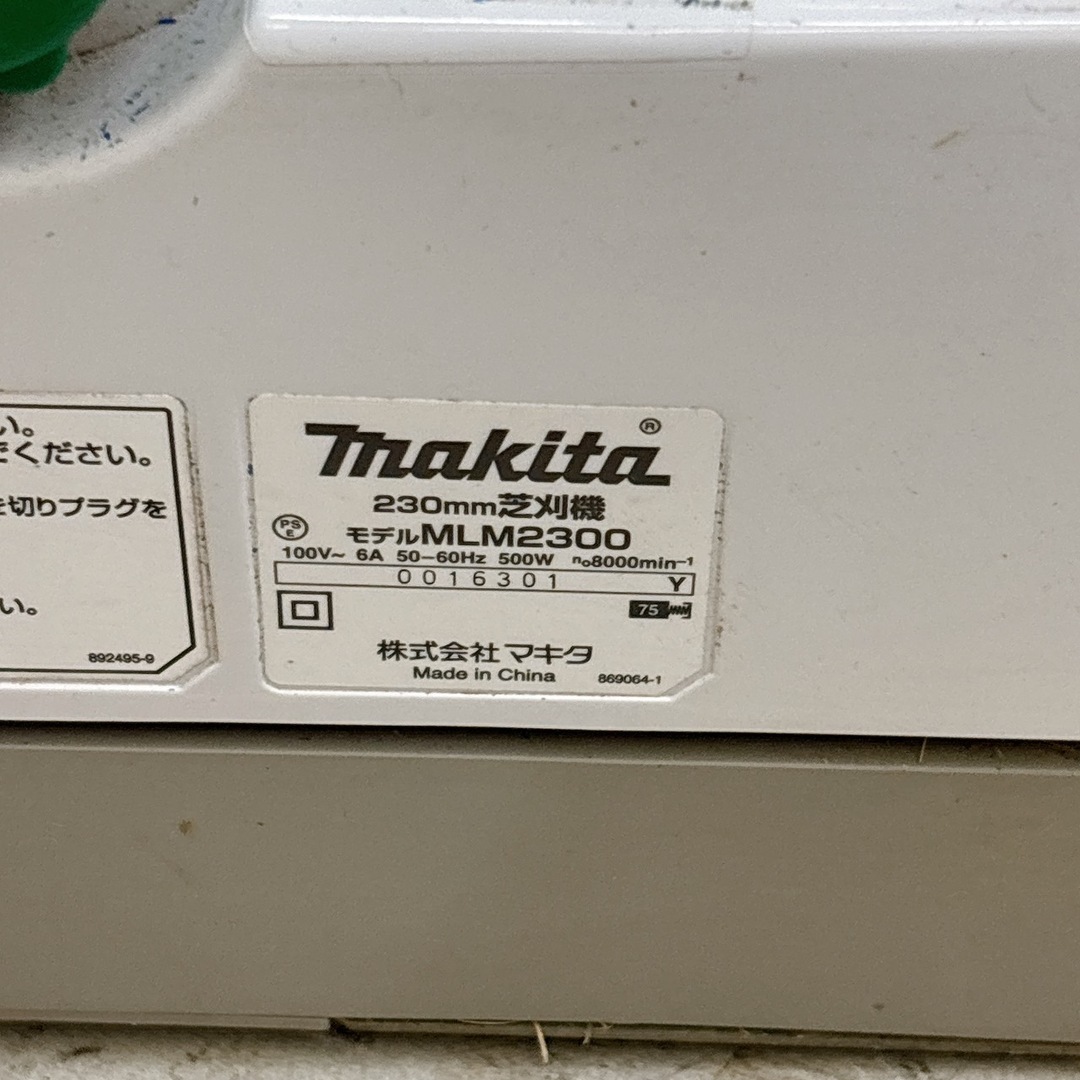 い。
でください。
を切りプラグを
い。
892495-9
makita®
230mm芝刈機
PS
E
モデルMLM2300
100V~ 6A 50-60Hz 500W n₀8000min⁻¹
0016301 Y
75
株式会社マキタ
Made in China
869064-1